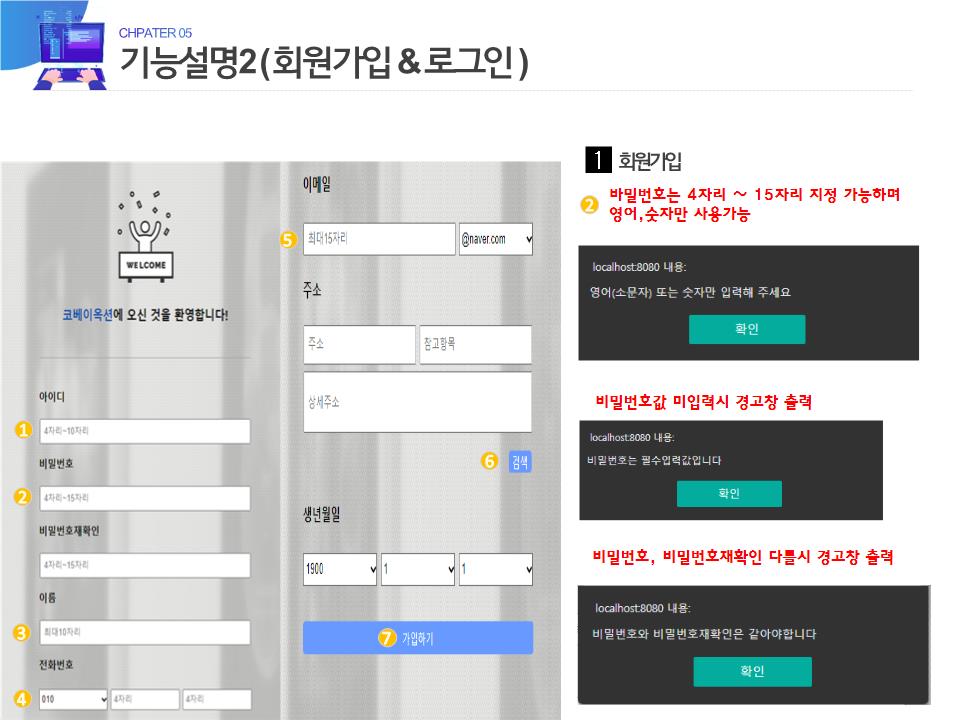 CHPATER 05
기능설명2 ( 회원가입 & 로그인 )
WELCOME
코베이옥션에 오신 것을 환영합니다!
아이디
1 4자리~10자리
비밀번호
2 4자리~15자리
비밀번호재확인
4자리~15자리
이름
3 최대10자리
전화번호
4 010 4자리 4자리
이메일
5 최대15자리 @naver.com
주소
주소 참고항목
상세주소
6 검색
생년월일
1900 1 1
7 가입하기
1 회원가입
2 바밀번호는 4자리 ~ 15자리 지정 가능하며
영어,숫자만 사용가능
localhost:8080 내용:
영어(소문자) 또는 숫자만 입력해 주세요
확인
비밀번호값 미입력시 경고창 출력
localhost:8080 내용:
비밀번호는 필수입력값입니다
확인
비밀번호, 비밀번호재확인 다를시 경고창 출력
localhost:8080 내용:
비밀번호와 비밀번호재확인은 같아야합니다
확인